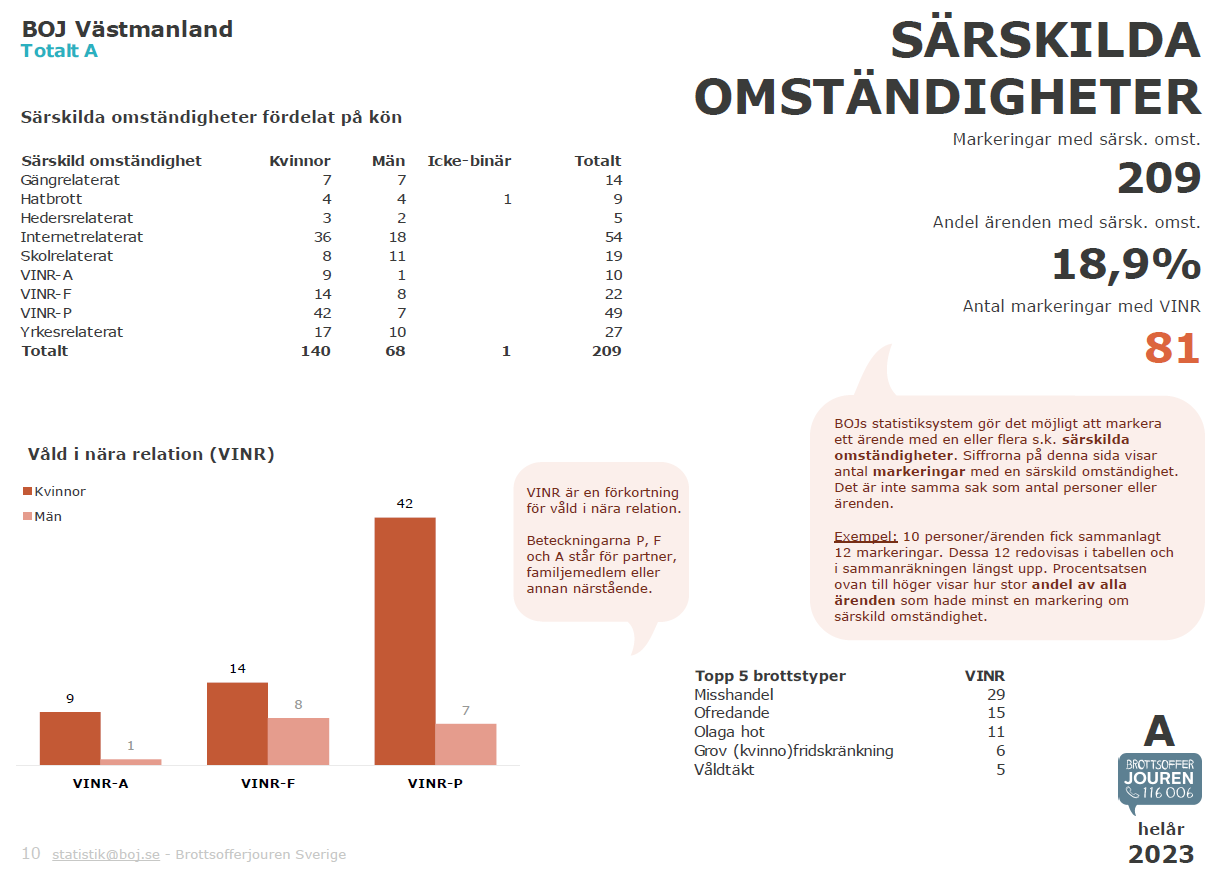 BOJ Västmanland
Totalt A
SÄRSKILDA
OMSTÄNDIGHETER
Markeringar med särsk. omst.
209
Andel ärenden med särsk. omst.
18,9%
Antal markeringar med VINR
81
Särskilda omständigheter fördelat på kön
Särskild omständighet Kvinnor Män Icke-binär Totalt
Gängrelaterat 7 7 14
Hatbrott 4 4 1 9
Hedersrelaterat 3 2 5
Internetrelaterat 36 18 54
Skolrelaterat 8 11 19
VINR-A 9 1 10
VINR-F 14 8 22
VINR-P 42 7 49
Yrkesrelaterat 17 10 27
Totalt 140 68 1 209
BOJs statistiksystem gör det möjligt att markera
ett ärende med en eller flera s.k. särskilda
omständigheter. Siffrorna på denna sida visar
antal markeringar med en särskild omständighet.
Det är inte samma sak som antal personer eller
ärenden.
Exempel: 10 personer/ärenden fick sammanlagt
12 markeringar. Dessa 12 redovisas i tabellen och
i sammanräkningen längst upp. Procentsatsen
ovan till höger visar hur stor andel av alla
ärenden som hade minst en markering om
särskild omständighet.
Våld i nära relation (VINR)
Kvinnor
Män
42
14
9
8
7
1
VINR-A VINR-F VINR-P
VINR är en förkortning
för våld i nära relation.
Beteckningarna P, F
och A står för partner,
familjemedlem eller
annan närstående.
Topp 5 brottstyper VINR
Misshandel 29
Ofredande 15
Olaga hot 11
Grov (kvinno)fridskränkning 6
Våldtäkt 5
A
BROTTSOFFER
JOUREN
116 006
helår
2023
10 statistik@boj.se - Brottsofferjouren Sverige